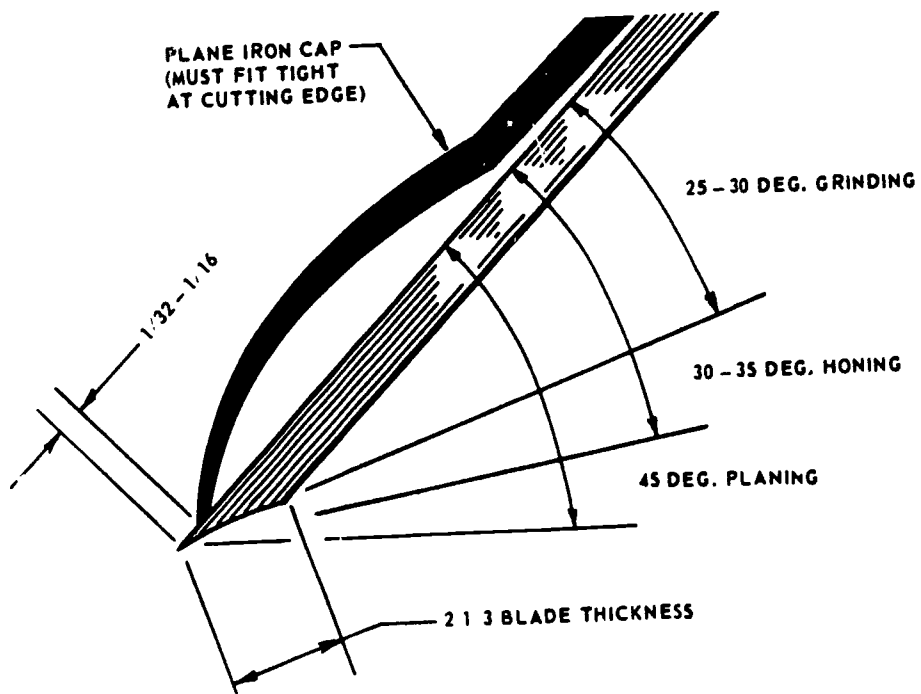 PLANE IRON CAP
(MUST FIT TIGHT
AT CUTTING EDGE)
25-30 DEG. GRINDING
1/32-1/16
30-35 DEG. HONING
45 DEG. PLANING
2 1 3 BLADE THICKNESS